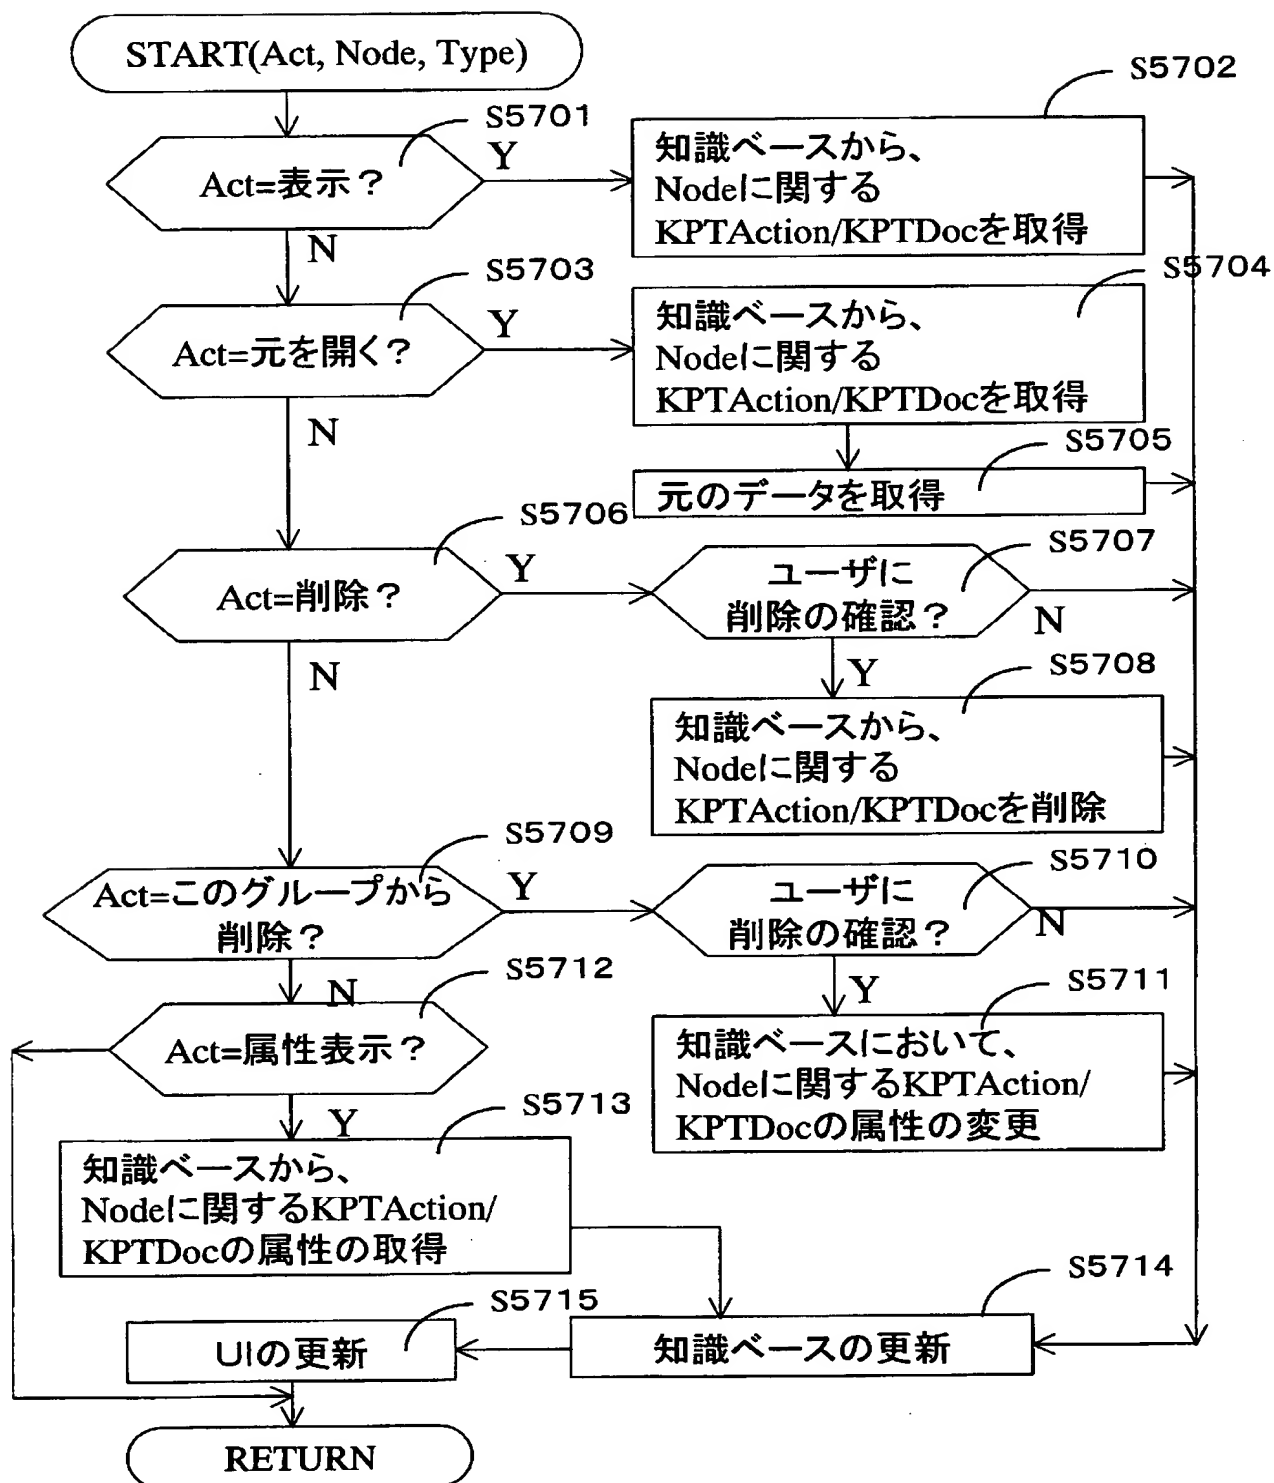 START(Act, Node, Type)
S5701
Act=表示？
Y
N
S5702
知識ベースから、
Nodeに関する
KPTAction/KPTDocを取得
S5703
Act=元を開く？
Y
N
S5704
知識ベースから、
Nodeに関する
KPTAction/KPTDocを取得
S5705
元のデータを取得
S5706
Act=削除？
Y
N
S5707
ユーザに
削除の確認？
N
Y
S5708
知識ベースから、
Nodeに関する
KPTAction/KPTDocを削除
S5709
Act=このグループから
削除？
Y
N
S5710
ユーザに
削除の確認？
N
Y
S5711
知識ベースにおいて、
Nodeに関するKPTAction/
KPTDocの属性の変更
S5712
Act=属性表示？
Y
S5713
知識ベースから、
Nodeに関するKPTAction/
KPTDocの属性の取得
S5714
知識ベースの更新
S5715
UIの更新
RETURN